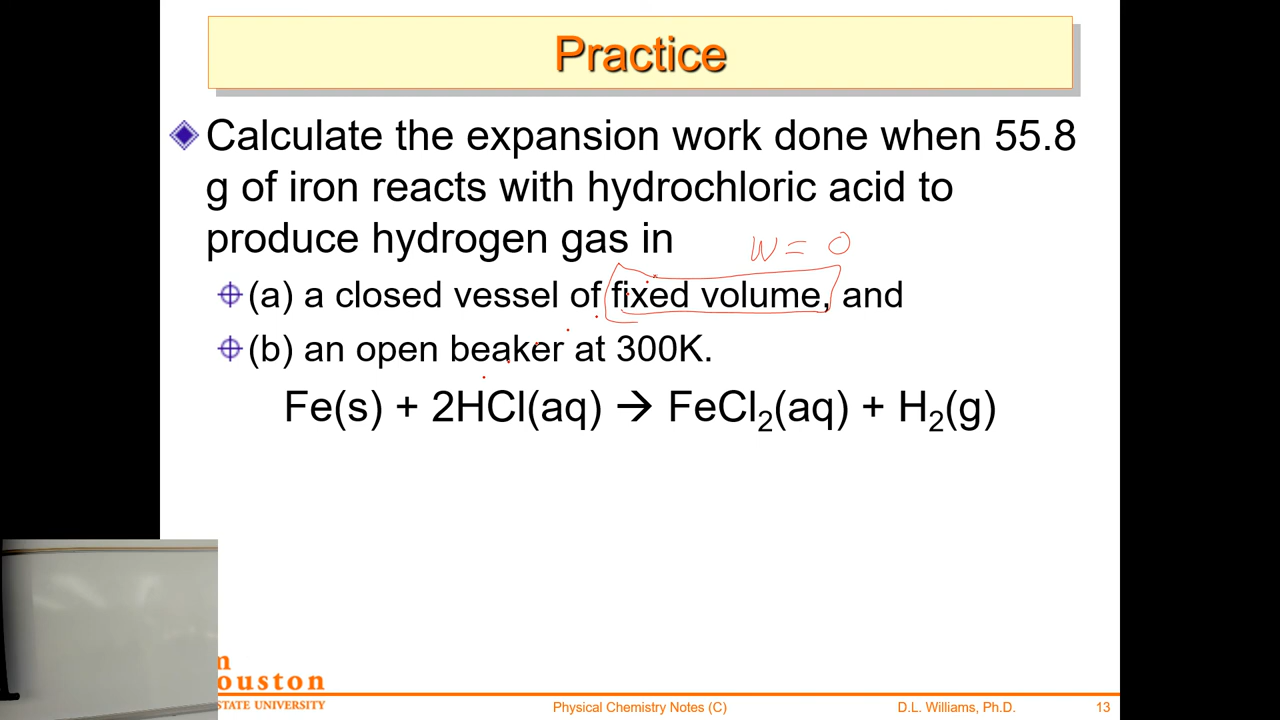 Practice
Calculate the expansion work done when 55.8
g of iron reacts with hydrochloric acid to
produce hydrogen gas in
W = 0
(a) a closed vessel of fixed volume, and
(b) an open beaker at 300K.
Fe(s) + 2HCl(aq) → FeCl₂(aq) + H₂(g)
n
ouston
STATE UNIVERSITY
Physical Chemistry Notes (C)
D.L. Williams, Ph.D.
13